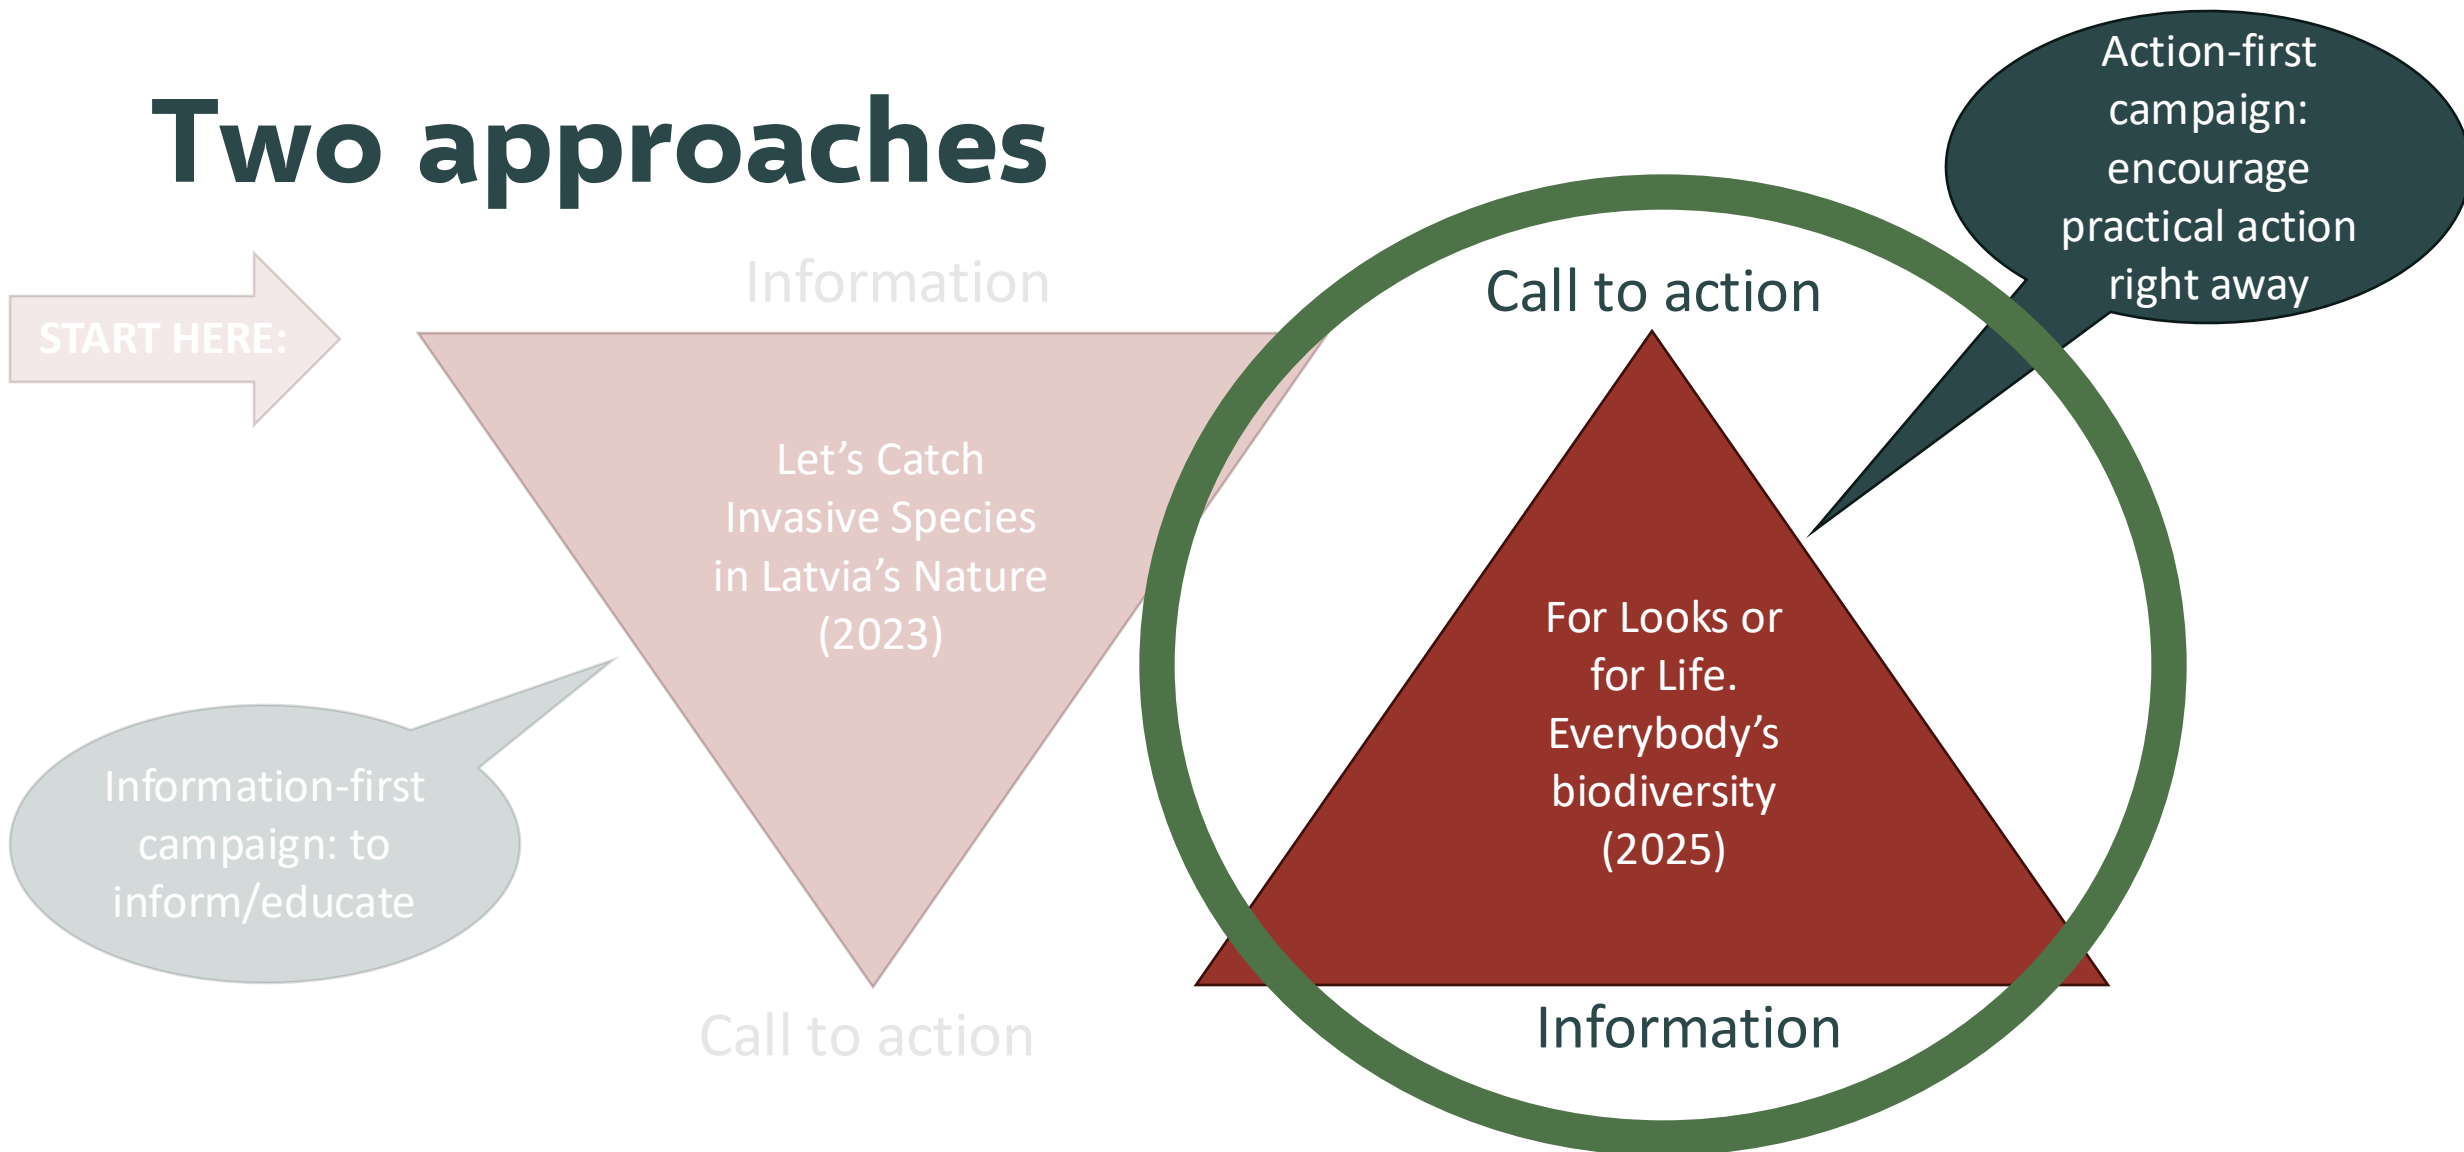 Two approaches
START HERE:
Information
Let’s Catch
Invasive Species
in Latvia’s Nature
(2023)
Information-first
campaign: to
inform/educate
Call to action
Action-first
campaign:
encourage
practical action
right away
Call to action
For Looks or
for Life.
Everybody’s
biodiversity
(2025)
Information